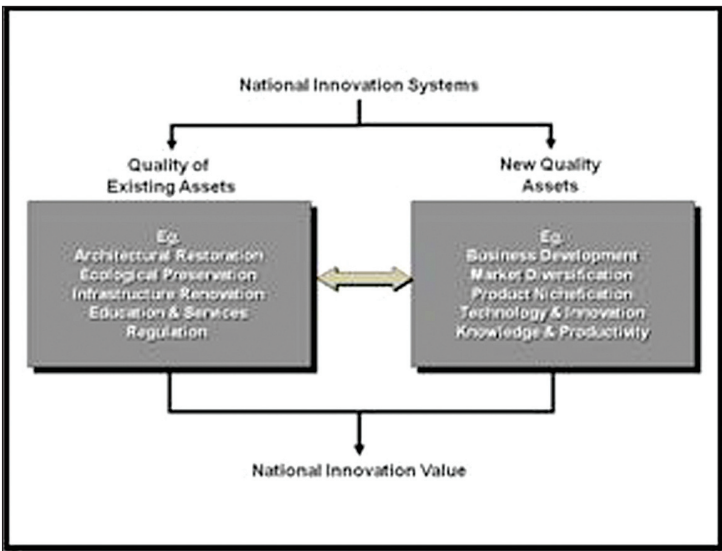 National Innovation Systems
Quality of
Existing Assets
New Quality
Assets
Eg.
Architectural Restoration
Ecological Preservation
Infrastructure Renovation
Education & Services
Regulation
Eg.
Business Development
Market Diversification
Product Nichefication
Technology & Innovation
Knowledge & Productivity
National Innovation Value